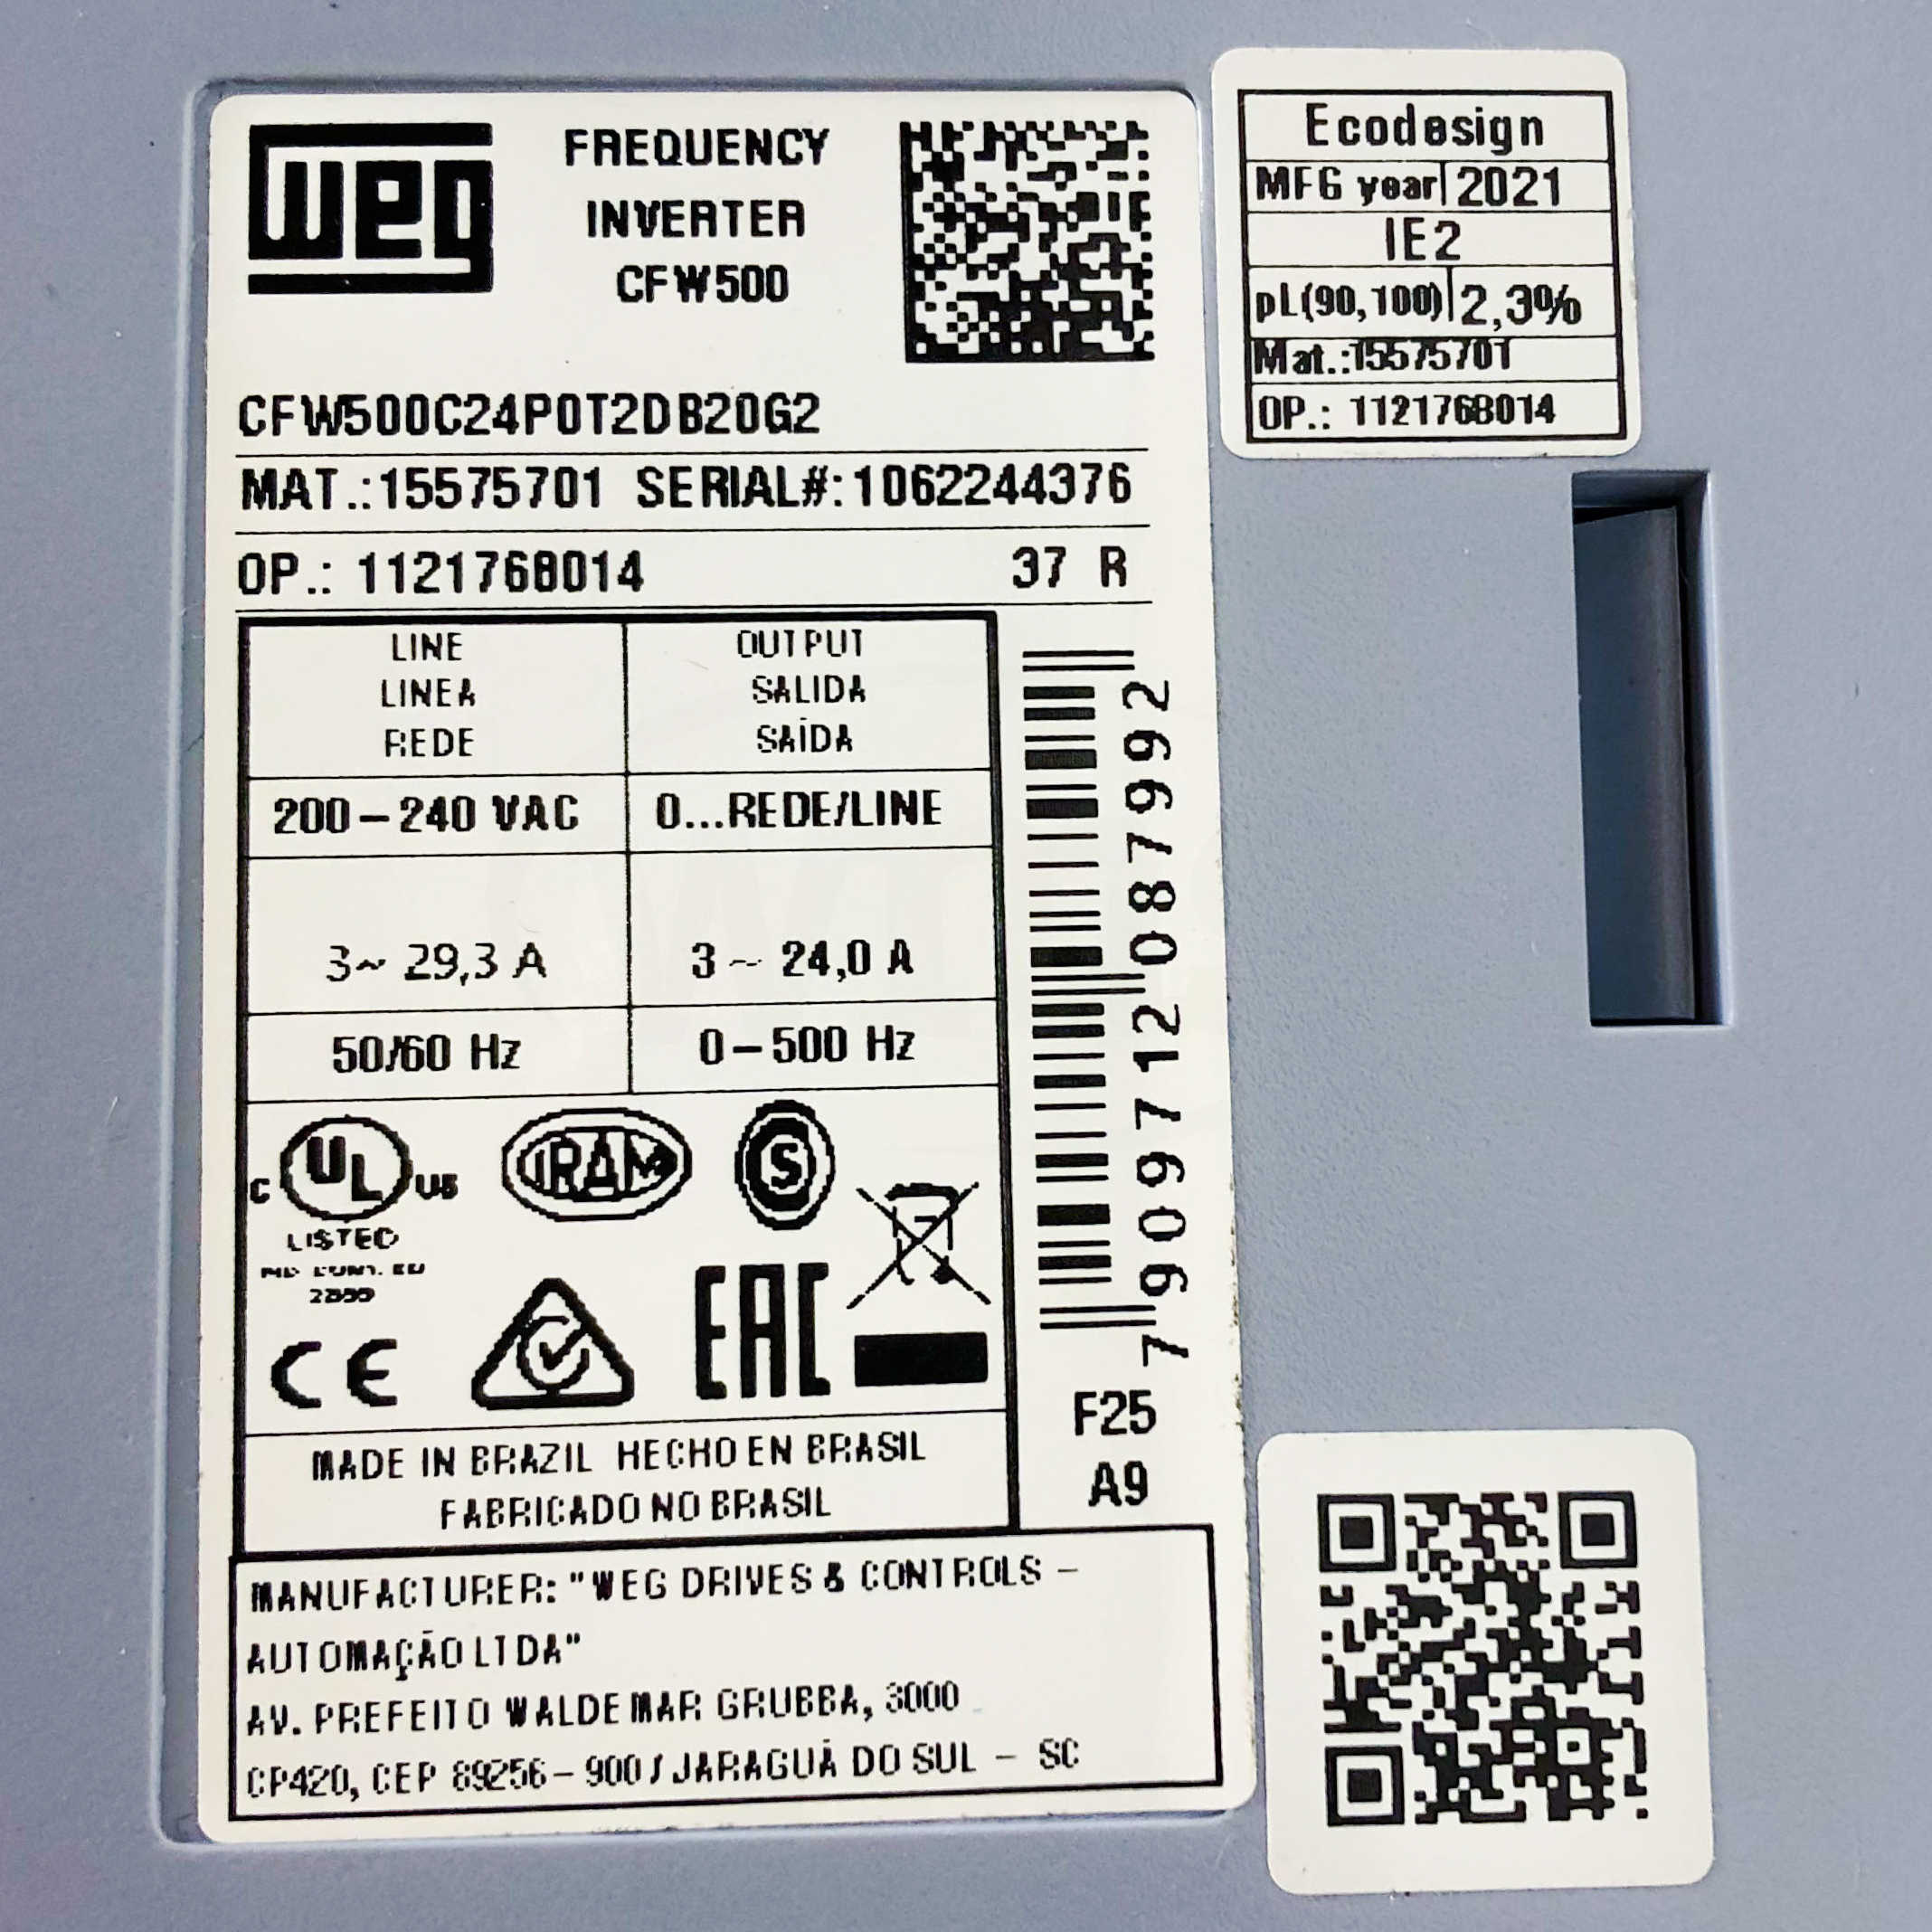 weg
FREQUENCY
INVERTER
CFW500
CFW500C24P0T2DB20G2
MAT.:15575701 SERIAL#:1062244376
OP.: 1121768014 37 R
LINE OUTPUT
LINEA SALIDA
REDE SAÍDA
200-240 VAC 0...REDE/LINE
3~ 29,3 A 3~ 24,0 A
50/60 Hz 0-500 Hz
C UL US
LISTED
IRAM
S
CE
EAC
MADE IN BRAZIL HECHO EN BRASIL
FABRICADO NO BRASIL
7 909712 087992
F25
A9
MANUFACTURER: "WEG DRIVES & CONTROLS -
AUTOMAÇÃO LTDA"
AV. PREFEITO WALDEMAR GRUBBA, 3000
CP420, CEP 89256-900 / JARAGUÁ DO SUL - SC
Ecodesign
MFG year 2021
IE2
pL(90,100) 2,3%
Mat.:15575701
OP.: 1121768014